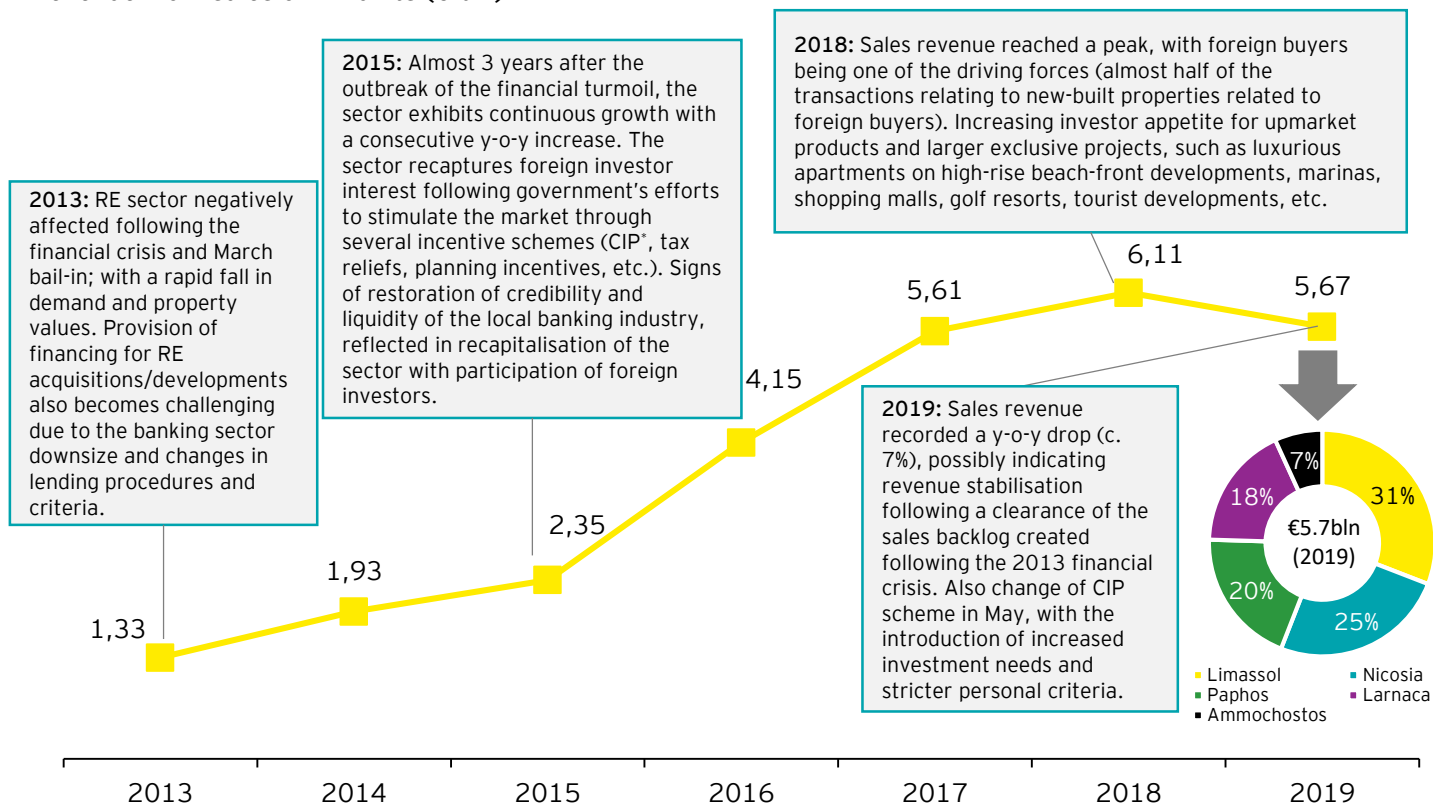 2013: RE sector negatively
affected following the
financial crisis and March
bail-in; with a rapid fall in
demand and property
values. Provision of
financing for RE
acquisitions/developments
also becomes challenging
due to the banking sector
downsize and changes in
lending procedures and
criteria.
2015: Almost 3 years after the
outbreak of the financial turmoil, the
sector exhibits continuous growth with
a consecutive y-o-y increase. The
sector recaptures foreign investor
interest following government’s efforts
to stimulate the market through
several incentive schemes (CIP*, tax
reliefs, planning incentives, etc.). Signs
of restoration of credibility and
liquidity of the local banking industry,
reflected in recapitalisation of the
sector with participation of foreign
investors.
2018: Sales revenue reached a peak, with foreign buyers
being one of the driving forces (almost half of the
transactions relating to new-built properties related to
foreign buyers). Increasing investor appetite for upmarket
products and larger exclusive projects, such as luxurious
apartments on high-rise beach-front developments, marinas,
shopping malls, golf resorts, tourist developments, etc.
2019: Sales revenue
recorded a y-o-y drop (c.
7%), possibly indicating
revenue stabilisation
following a clearance of the
sales backlog created
following the 2013 financial
crisis. Also change of CIP
scheme in May, with the
introduction of increased
investment needs and
stricter personal criteria.
1,33
1,93
2,35
4,15
5,61
6,11
5,67
7%
31%
18%
€5.7bln
(2019)
20%
25%
Limassol
Nicosia
Paphos
Larnaca
Ammochostos
2013
2014
2015
2016
2017
2018
2019